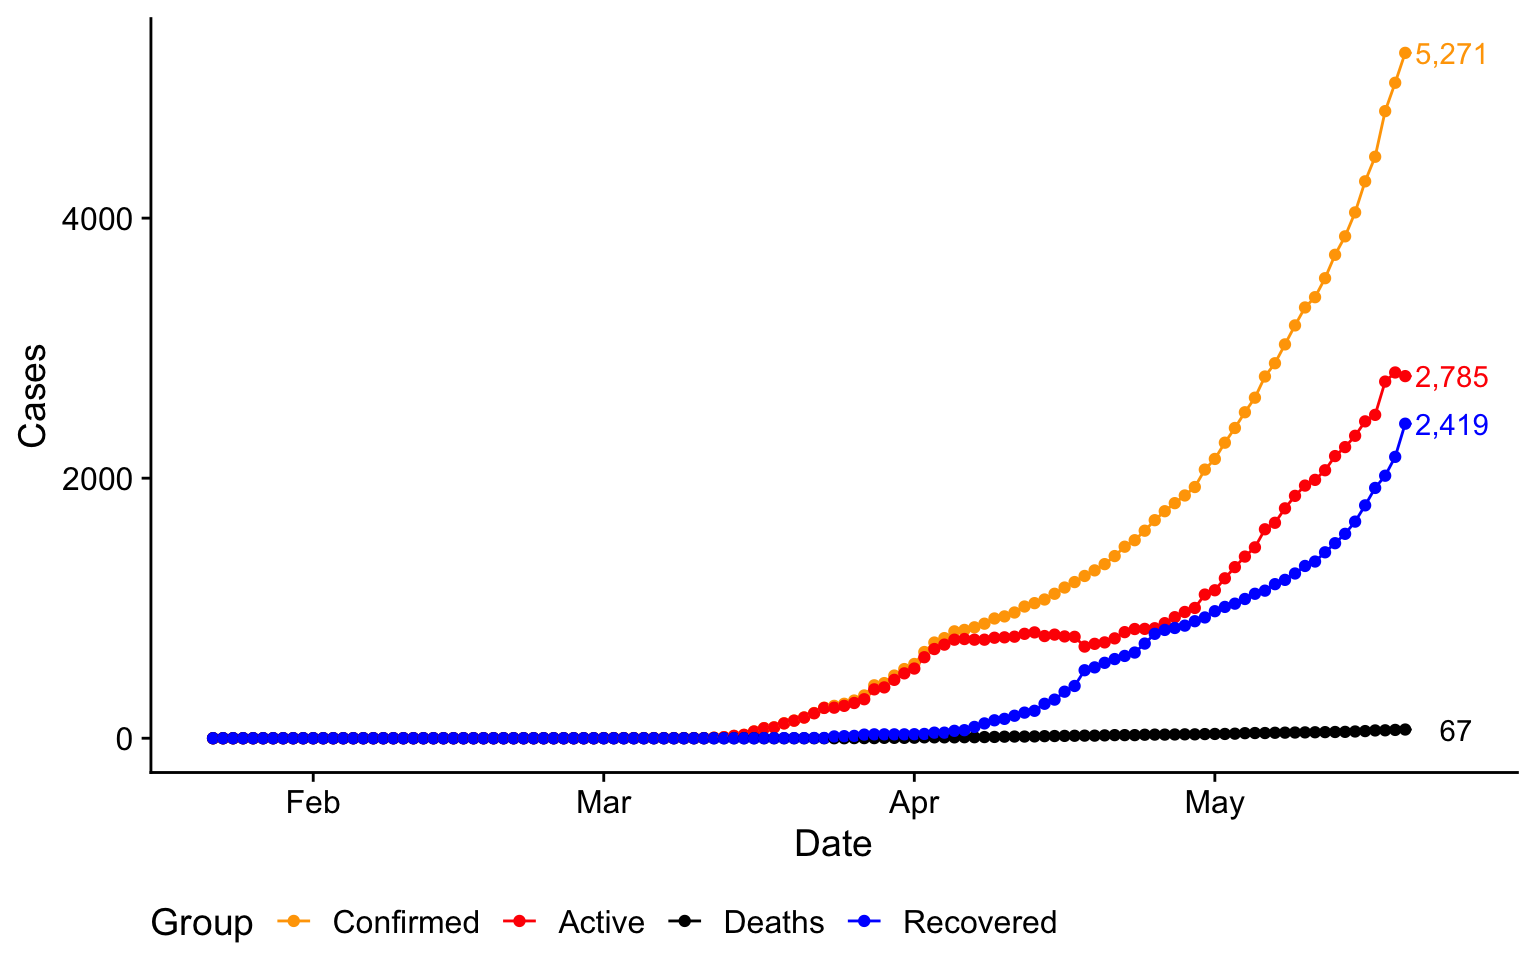 5,271
4000
Cases
2,785
2,419
2000
0
67
Feb Mar Apr May
Date
Group Confirmed Active Deaths Recovered